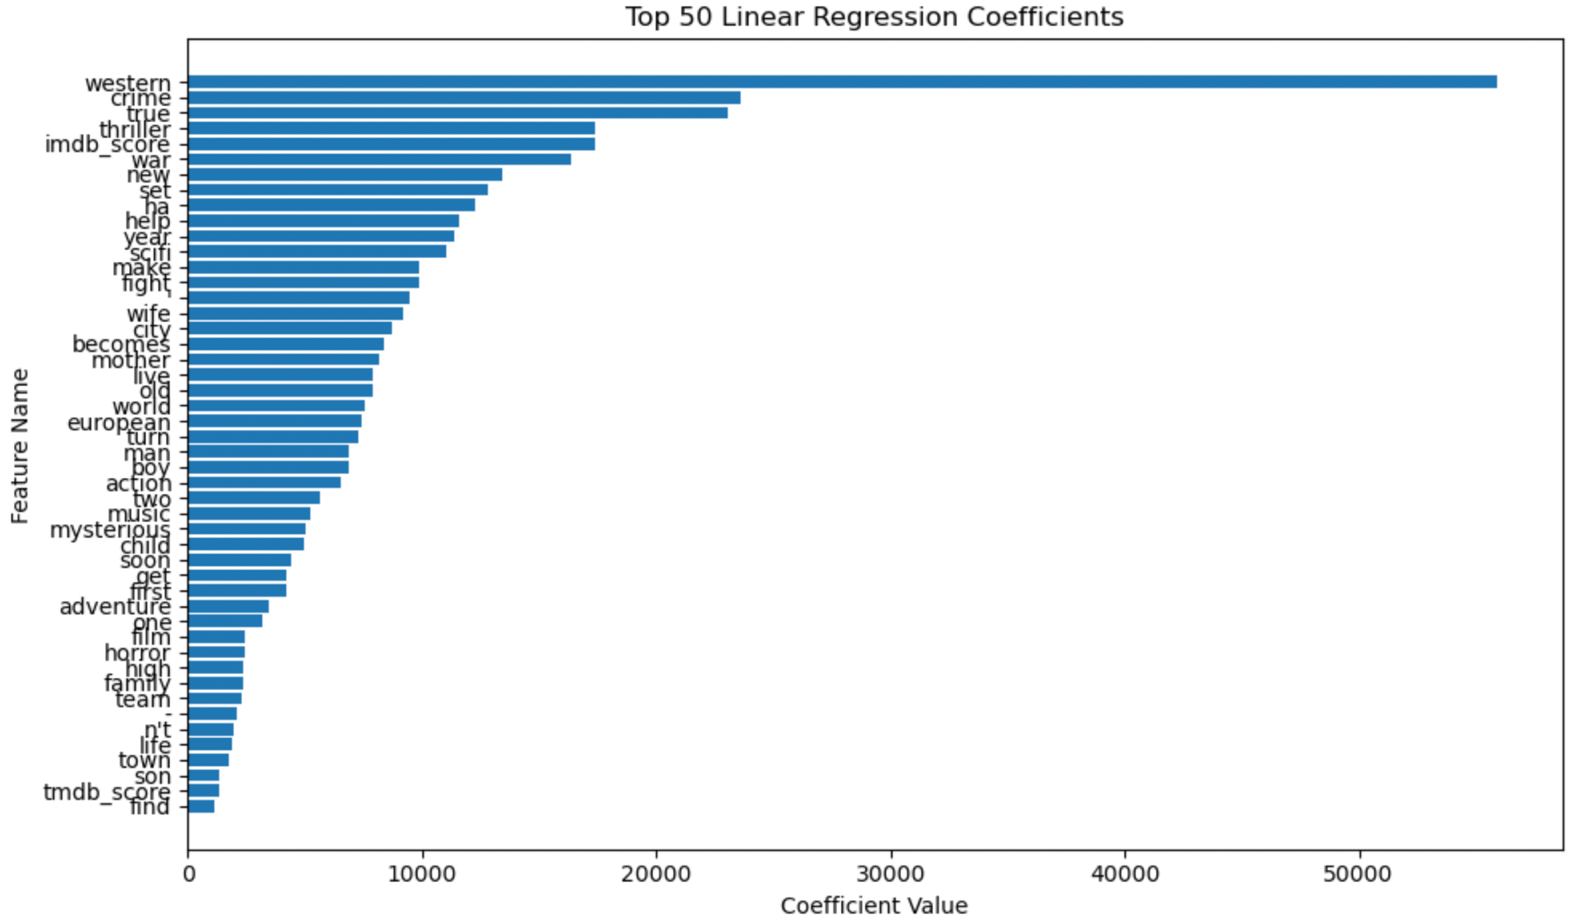 Top 50 Linear Regression Coefficients
Feature Name
western
crime
true
thriller
imdb_score
war
new
set
ha
help
year
scifi
make
fight
'
wife
city
becomes
mother
live
old
world
european
turn
man
boy
action
two
music
mysterious
child
soon
get
first
adventure
one
film
horror
high
family
team
-
n't
life
town
son
tmdb_score
find
0 10000 20000 30000 40000 50000
Coefficient Value